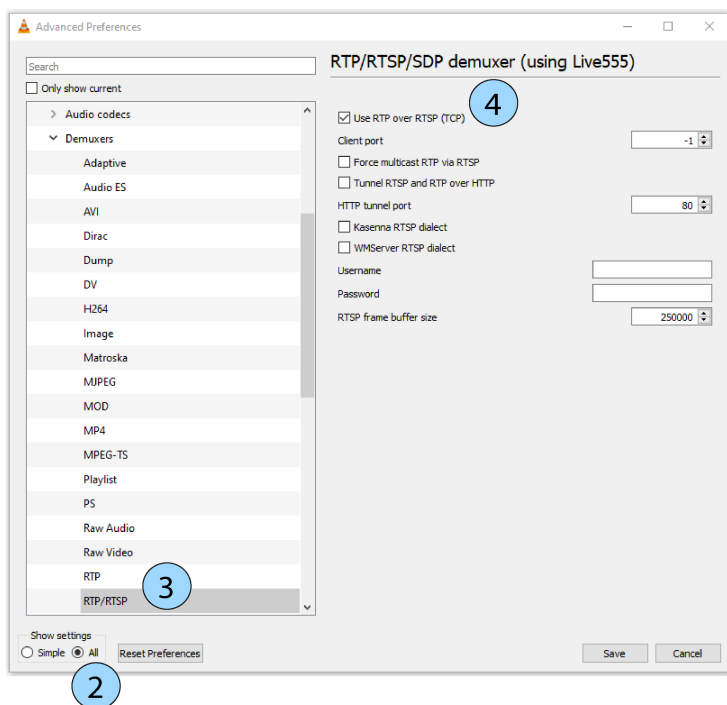 Advanced Preferences
Search
Only show current
Audio codecs
Demuxers
Adaptive
Audio ES
AVI
Dirac
Dump
DV
H264
Image
Matroska
MJPEG
MOD
MP4
MPEG-TS
Playlist
PS
Raw Audio
Raw Video
RTP
RTP/RTSP
3
Show settings
Simple All
Reset Preferences
2
RTP/RTSP/SDP demuxer (using Live555)
4
Use RTP over RTSP (TCP)
Client port -1
Force multicast RTP via RTSP
Tunnel RTSP and RTP over HTTP
HTTP tunnel port 80
Kasenna RTSP dialect
WMServer RTSP dialect
Username
Password
RTSP frame buffer size 250000
Save Cancel